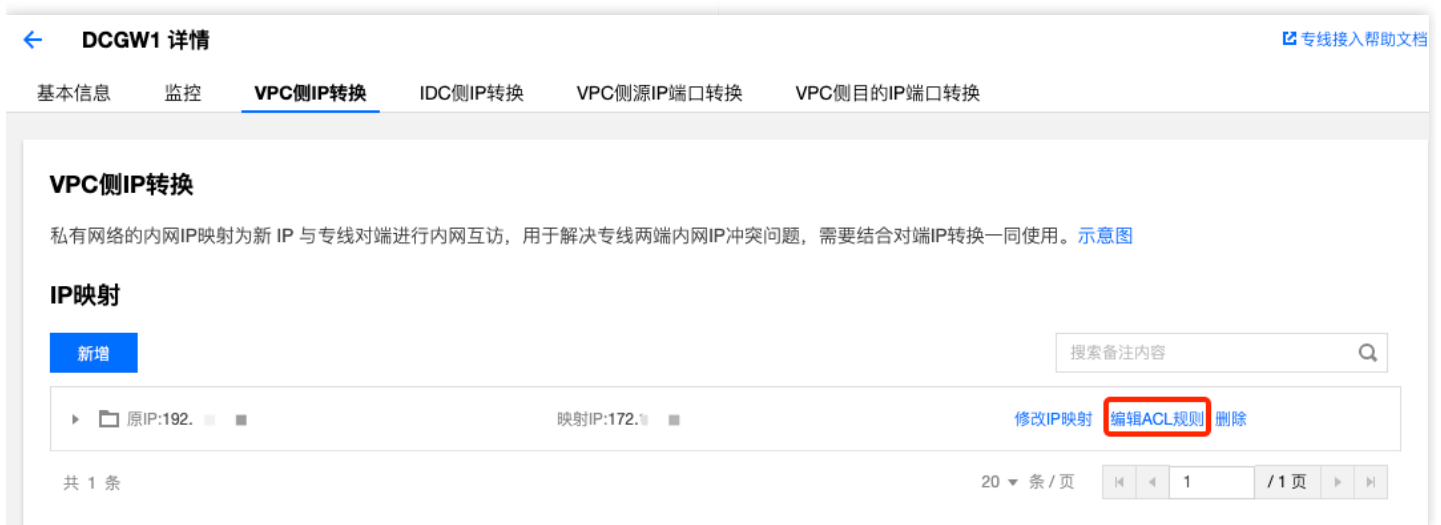 DCGW1 详情
专线接入帮助文档
基本信息 监控 VPC侧IP转换 IDC侧IP转换 VPC侧源IP端口转换 VPC侧目的IP端口转换
VPC侧IP转换
私有网络的内网IP映射为新 IP 与专线对端进行内网互访，用于解决专线两端内网IP冲突问题，需要结合对端IP转换一同使用。示意图
IP映射
新增 搜索备注内容
原IP:192. 映射IP:172. 修改IP映射 编辑ACL规则 删除
共 1 条 20 条 / 页 1 / 1 页